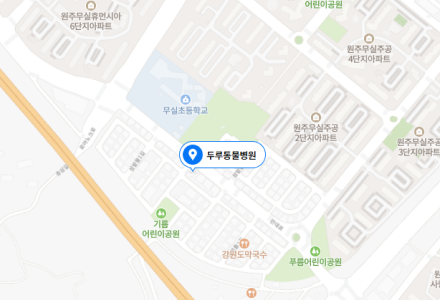 어린이공원
원주무실휴먼시아
6단지아파트
원주무실주공
4단지아파트
무실초등학교
원주무실주공
2단지아파트
원주무실주공
3단지아파트
두루동물병원
기름
어린이공원
강원도막국수
푸름어린이공원